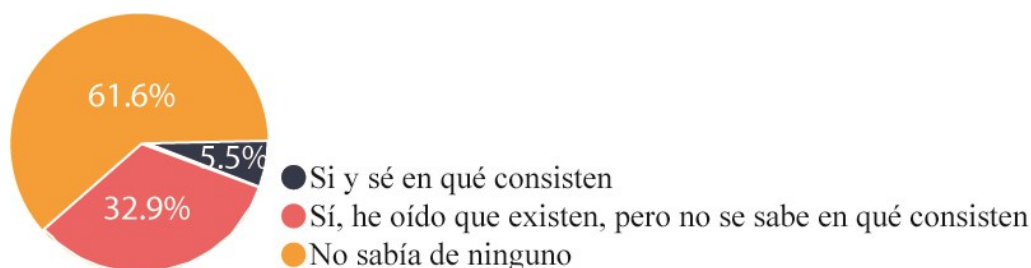 61.6%
5.5%
32.9%
Si y sé en qué consisten
Sí, he oído que existen, pero no se sabe en qué consisten
No sabía de ninguno